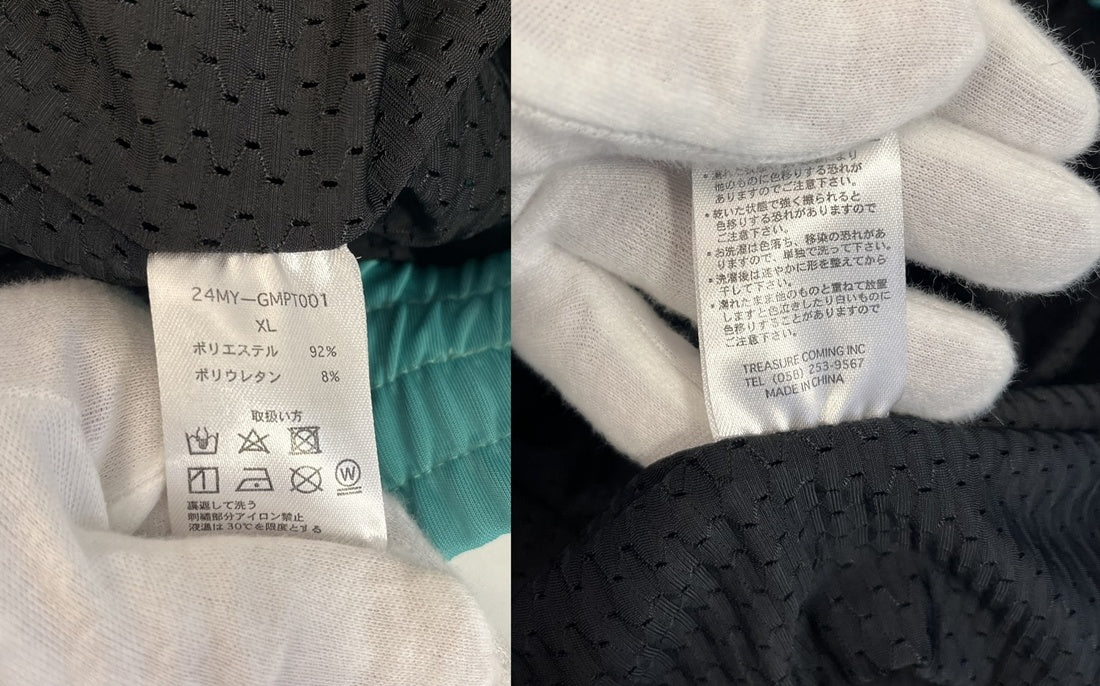 24MY-GMPT001
XL
ポリエステル 92%
ポリウレタン 8%
取扱い方
W
裏返して洗う
刺繍部分アイロン禁止
液温は30℃を限度とする
・濡れた状態
より
他のものに色移りする恐れが
ありますのでご注意下さい。
・乾いた状態で強く擦られると
色移りする恐れがありますので
ご注意下さい。
・お洗濯は色落ち、移染の恐れがあ
りますので、単独で洗って下さい。
・洗濯後は速やかに形を整えてから
干して下さい。
・濡れたまま他のものと重ねて放置
しますと色泣きしたり白いものに
色移りすることがありますので
ご注意下さい。
TREASURE COMING INC
TEL (058) 253-9567
MADE IN CHINA